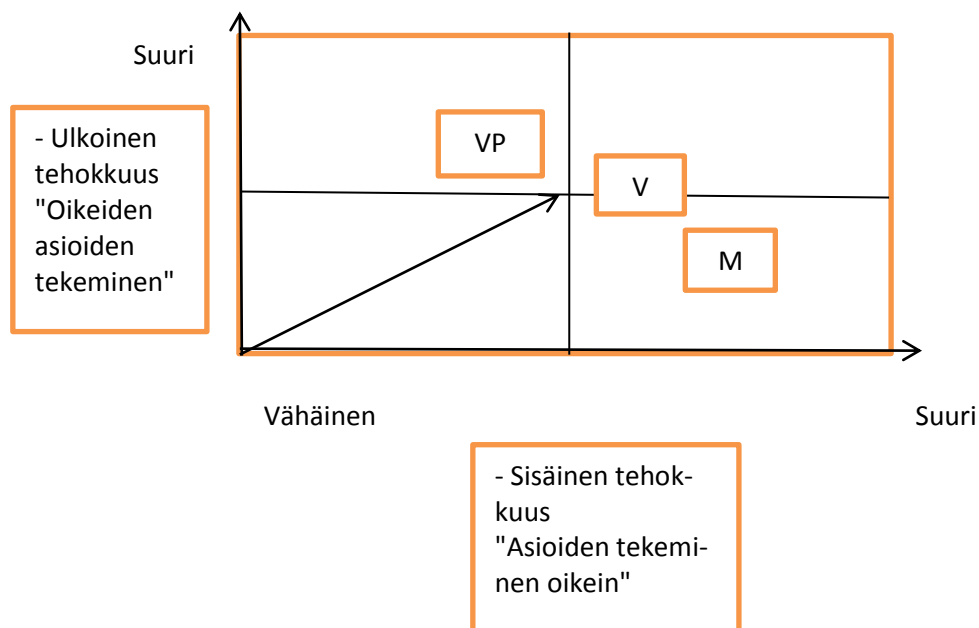 Suuri
- Ulkoinen
tehokkuus
"Oikeiden
asioiden
tekeminen"
VP
V
M
Vähäinen
Suuri
- Sisäinen tehok-
kuus
"Asioiden tekemi-
nen oikein"